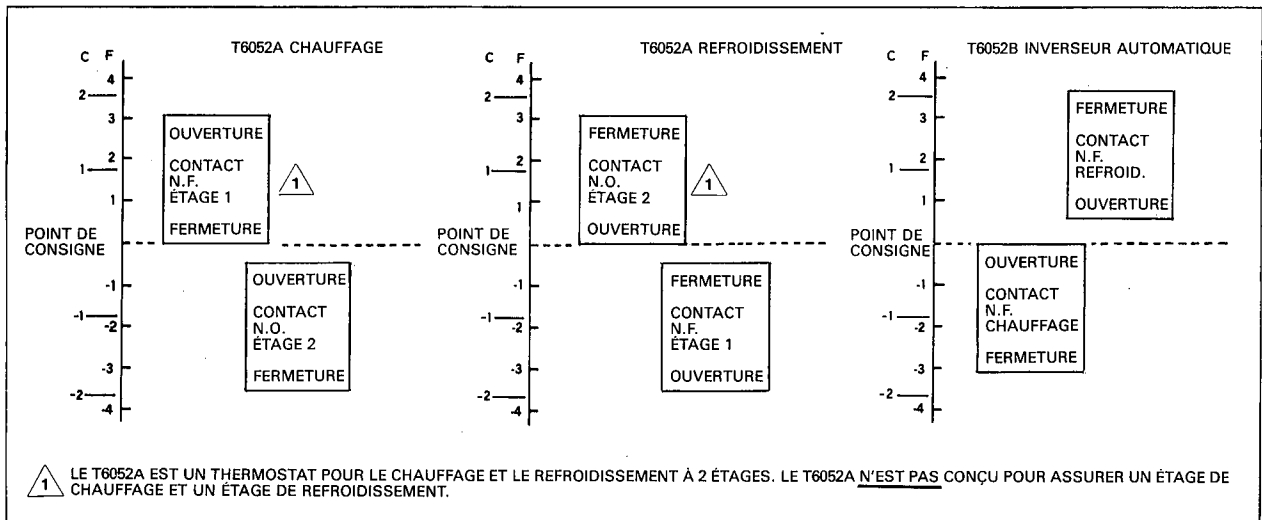 T6052A CHAUFFAGE
C F
4
2
3
2
1
1
POINT DE
CONSIGNE
-1
-1
-2
-3
-2
-4
OUVERTURE
CONTACT
N.F.
ÉTAGE 1
FERMETURE
1
OUVERTURE
CONTACT
N.O.
ÉTAGE 2
FERMETURE
T6052A REFROIDISSEMENT
C F
4
2
3
2
1
1
POINT DE
CONSIGNE
-1
-1
-2
-3
-2
-4
FERMETURE
CONTACT
N.O.
ÉTAGE 2
OUVERTURE
1
FERMETURE
CONTACT
N.F.
ÉTAGE 1
OUVERTURE
T6052B INVERSEUR AUTOMATIQUE
C F
4
2
3
2
1
1
POINT DE
CONSIGNE
-1
-1
-2
-3
-2
-4
FERMETURE
CONTACT
N.F.
REFROID.
OUVERTURE
OUVERTURE
CONTACT
N.F.
CHAUFFAGE
FERMETURE
1 LE T6052A EST UN THERMOSTAT POUR LE CHAUFFAGE ET LE REFROIDISSEMENT À 2 ÉTAGES. LE T6052A N'EST PAS CONÇU POUR ASSURER UN ÉTAGE DE
CHAUFFAGE ET UN ÉTAGE DE REFROIDISSEMENT.